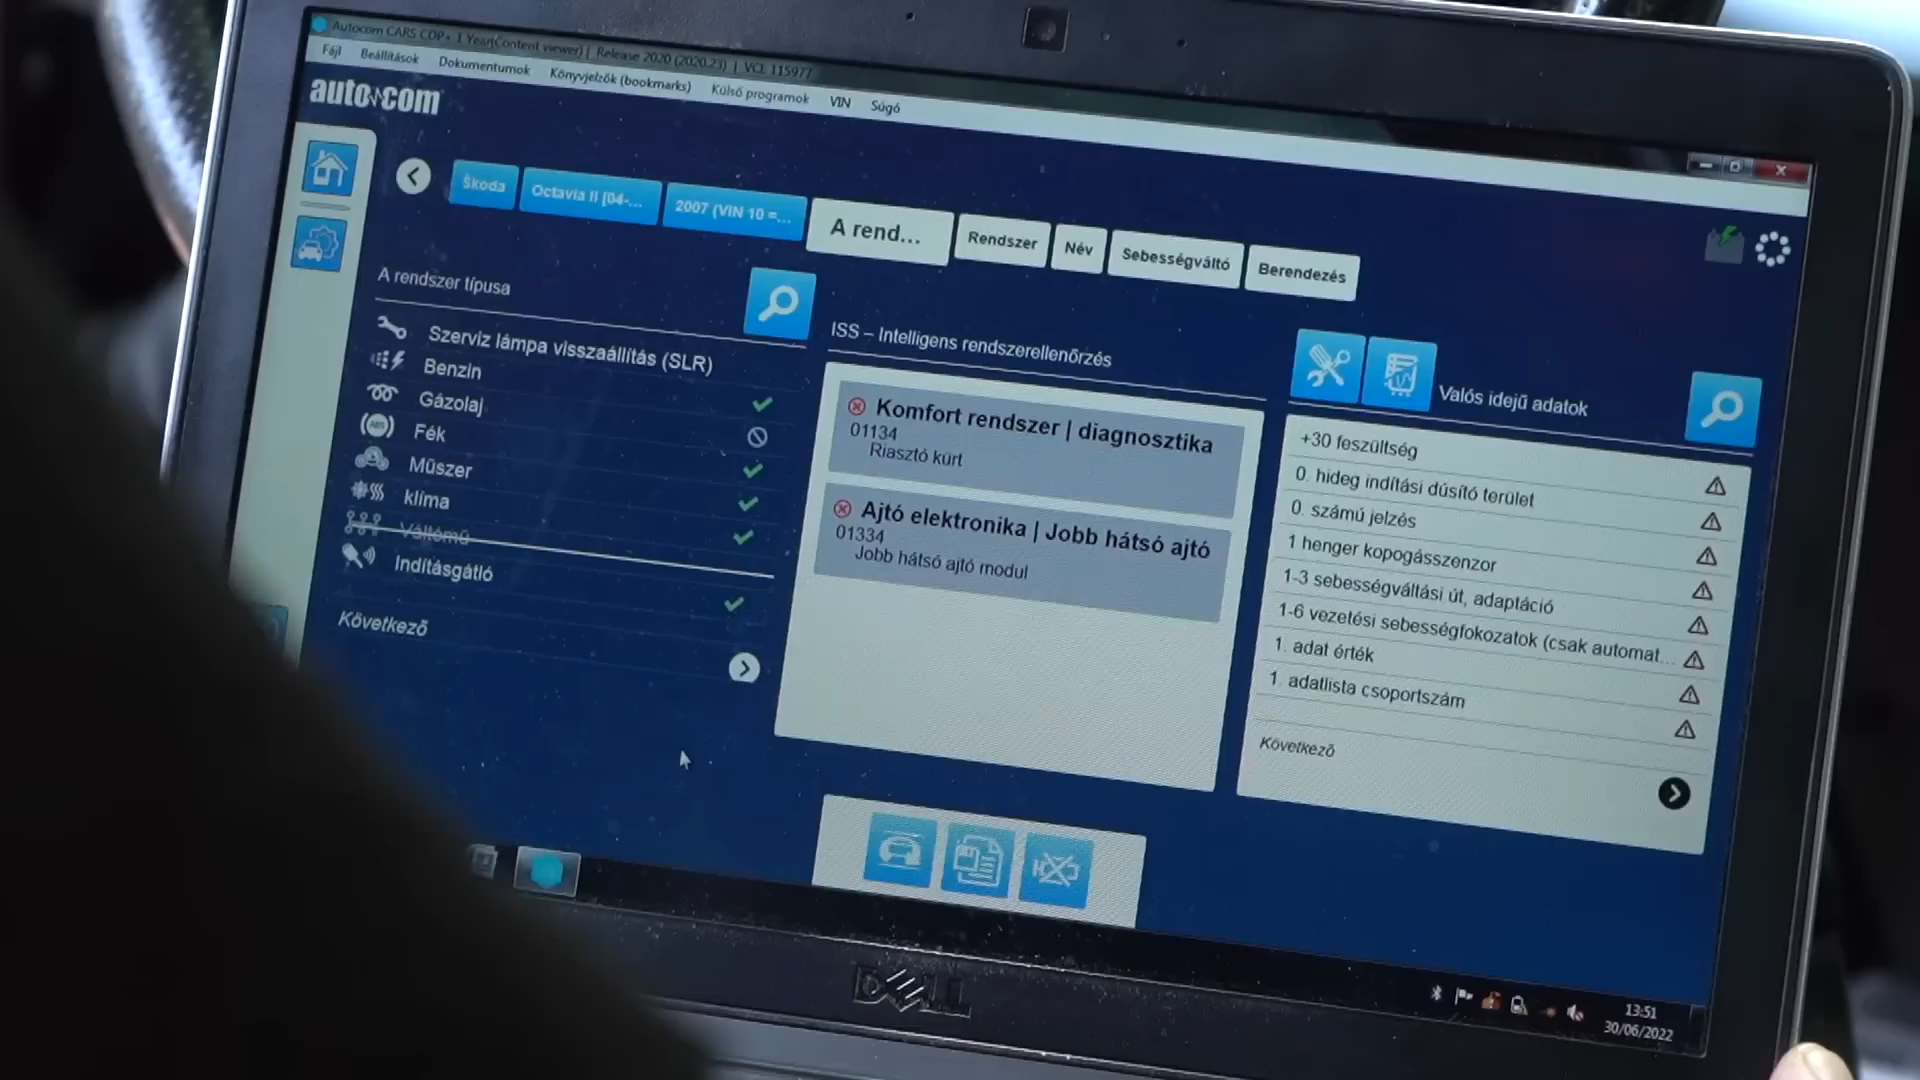 Autocom CARS CDP+ 1 Year(Content viewer) | Release 2020 (2020.23) | VCI: 115977
Fájl Beállítások Dokumentumok Könyvjelzők (bookmarks) Külső programok VIN Súgó
autocom
Škoda Octavia II [04-... 2007 (VIN 10 =... A rend... Rendszer Név Sebességváltó Berendezés
A rendszer típusa
Szerviz lámpa visszaállítás (SLR)
Benzin
Gázolaj
Fék
Műszer
klíma
Váltómű
Indításgátló
Következő
ISS – Intelligens rendszerellenőrzés
Komfort rendszer | diagnosztika
01134
Riasztó kürt
Ajtó elektronika | Jobb hátsó ajtó
01334
Jobb hátsó ajtó modul
Valós idejű adatok
+30 feszültség
0. hideg indítási dúsító terület
0. számú jelzés
1 henger kopogásszenzor
1-3 sebességváltási út, adaptáció
1-6 vezetési sebességfokozatok (csak automat...
1. adat érték
1. adatlista csoportszám
Következő
13:51
30/06/2022
DELL